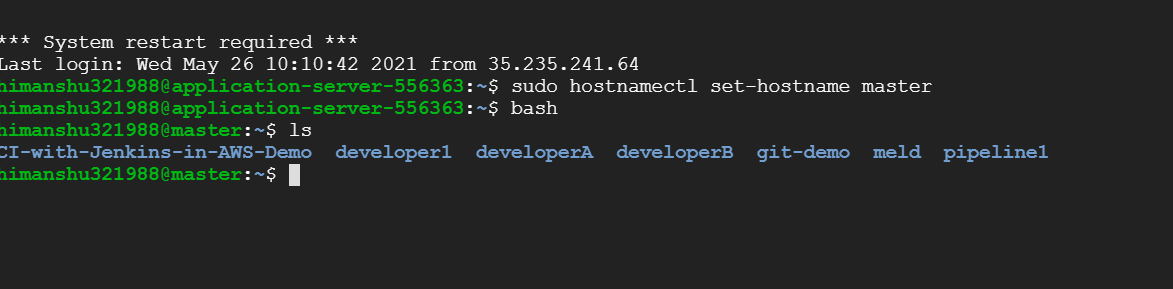 *** System restart required ***
Last login: Wed May 26 10:10:42 2021 from 35.235.241.64
himanshu321988@application-server-556363:~$ sudo hostnamectl set-hostname master
himanshu321988@application-server-556363:~$ bash
himanshu321988@master:~$ ls
CI-with-Jenkins-in-AWS-Demo  developer1  developerA  developerB  git-demo  meld  pipeline1
himanshu321988@master:~$